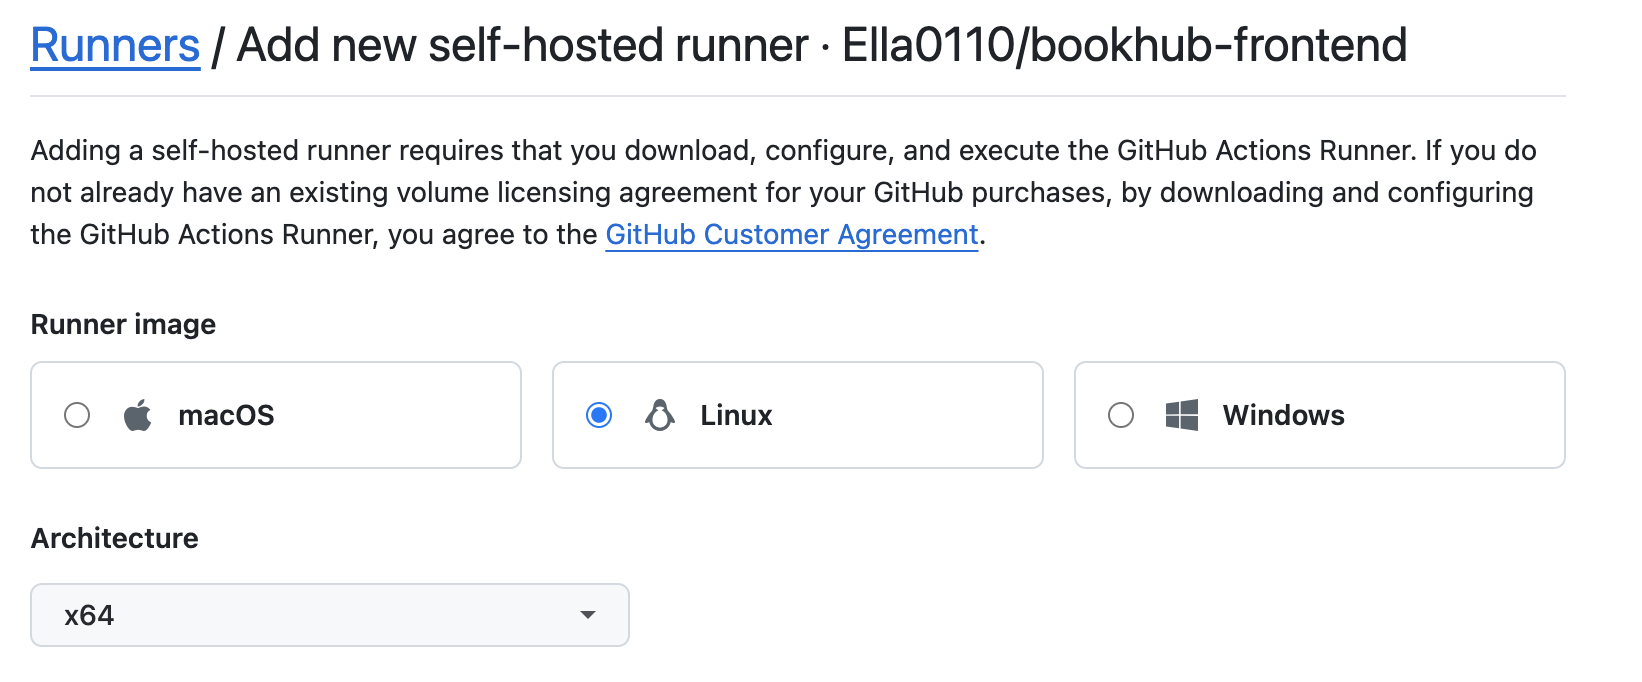 Runners / Add new self-hosted runner · Ella0110/bookhub-frontend
Adding a self-hosted runner requires that you download, configure, and execute the GitHub Actions Runner. If you do
not already have an existing volume licensing agreement for your GitHub purchases, by downloading and configuring
the GitHub Actions Runner, you agree to the GitHub Customer Agreement.
Runner image
macOS
Linux
Windows
Architecture
x64